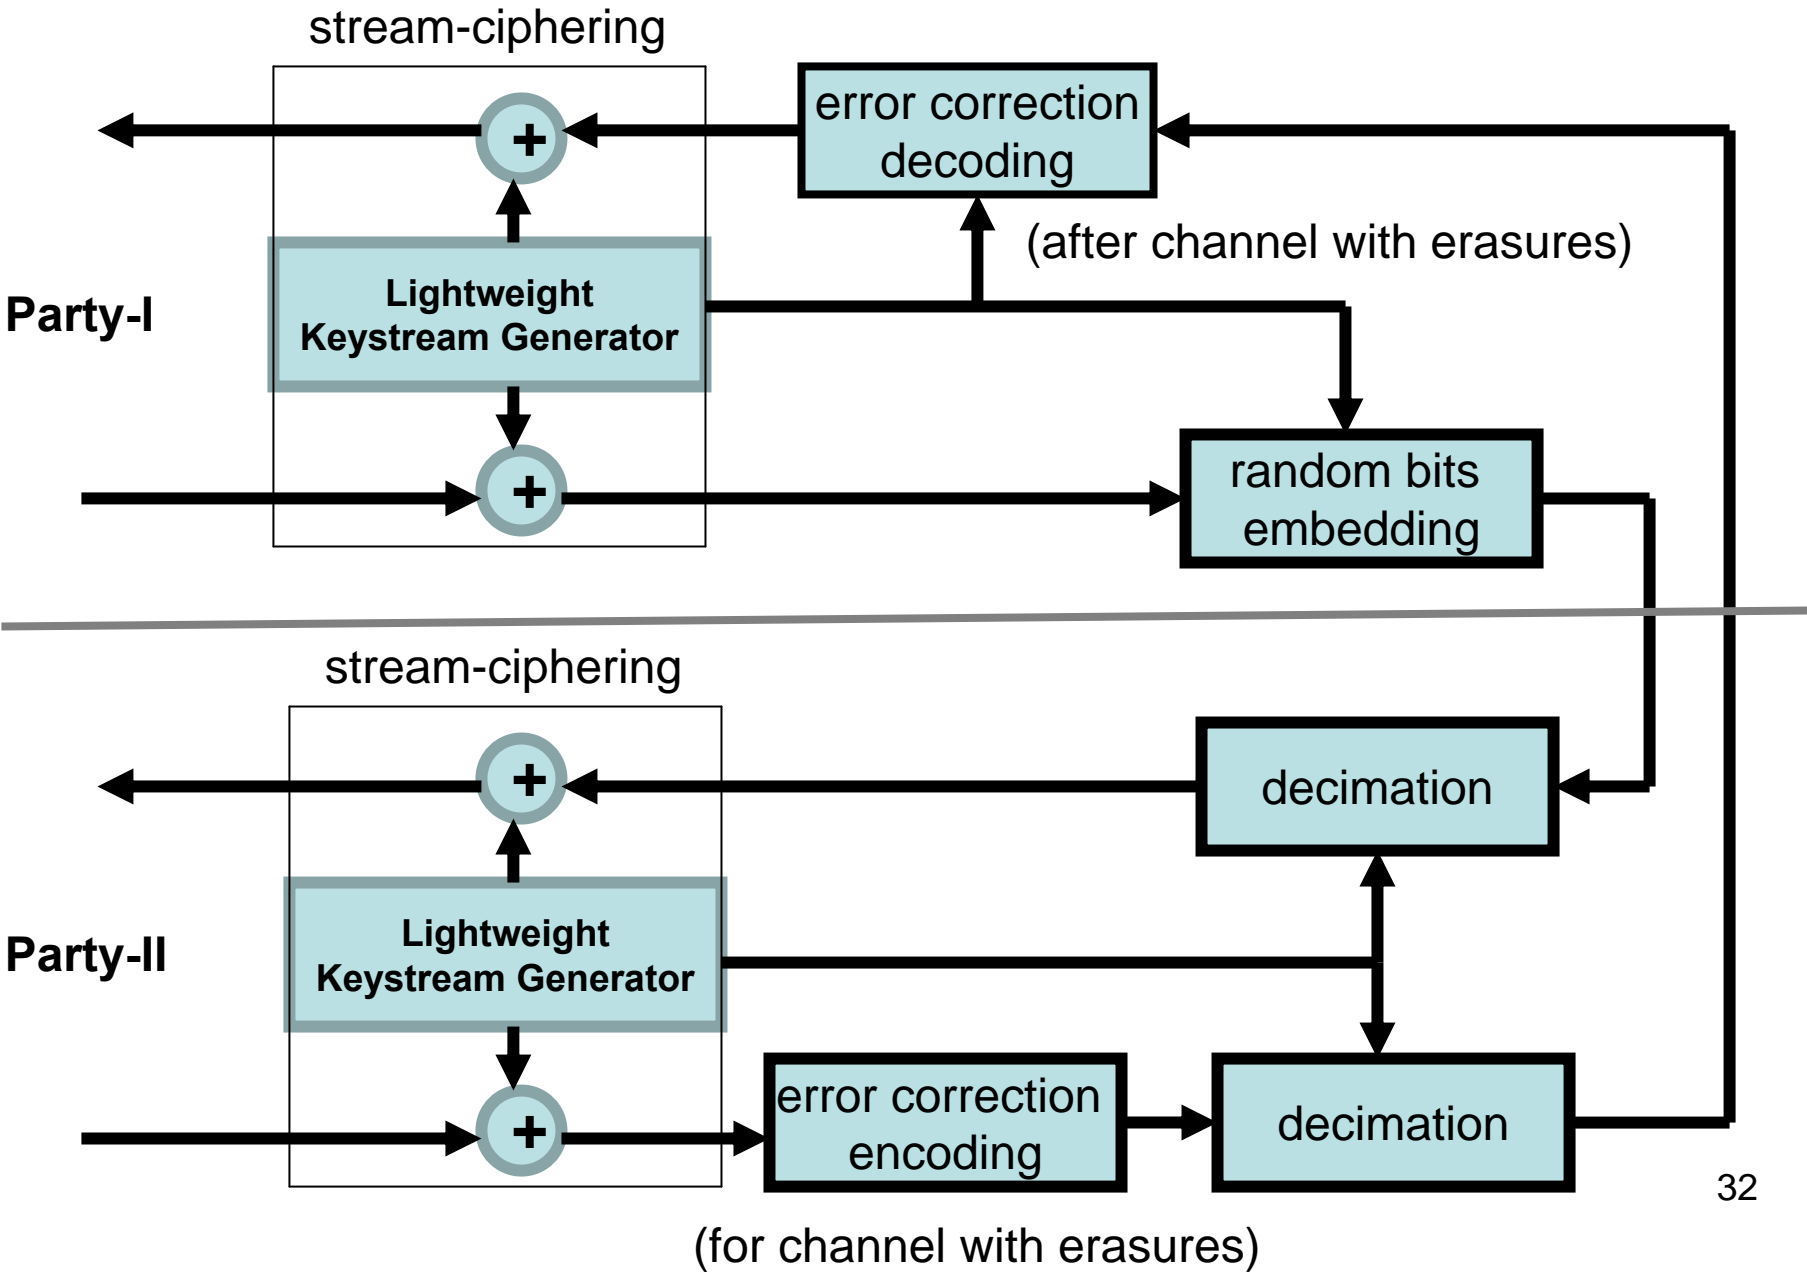 stream-ciphering
+
error correction
decoding
(after channel with erasures)
Party-I
Lightweight
Keystream Generator
+
random bits
embedding
stream-ciphering
+
decimation
Party-II
Lightweight
Keystream Generator
+
error correction
encoding
decimation
32
(for channel with erasures)